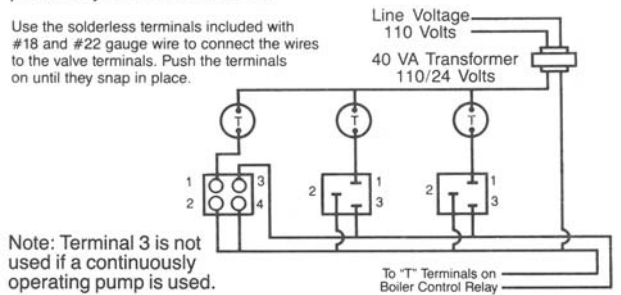 Use the solderless terminals included with
#18 and #22 gauge wire to connect the wires
to the valve terminals. Push the terminals
on until they snap in place.
Line Voltage
110 Volts
40 VA Transformer
110/24 Volts
T
T
T
1
3
2
4
2
1
3
2
1
3
Note: Terminal 3 is not
used if a continuously
operating pump is used.
To "T" Terminals on
Boiler Control Relay